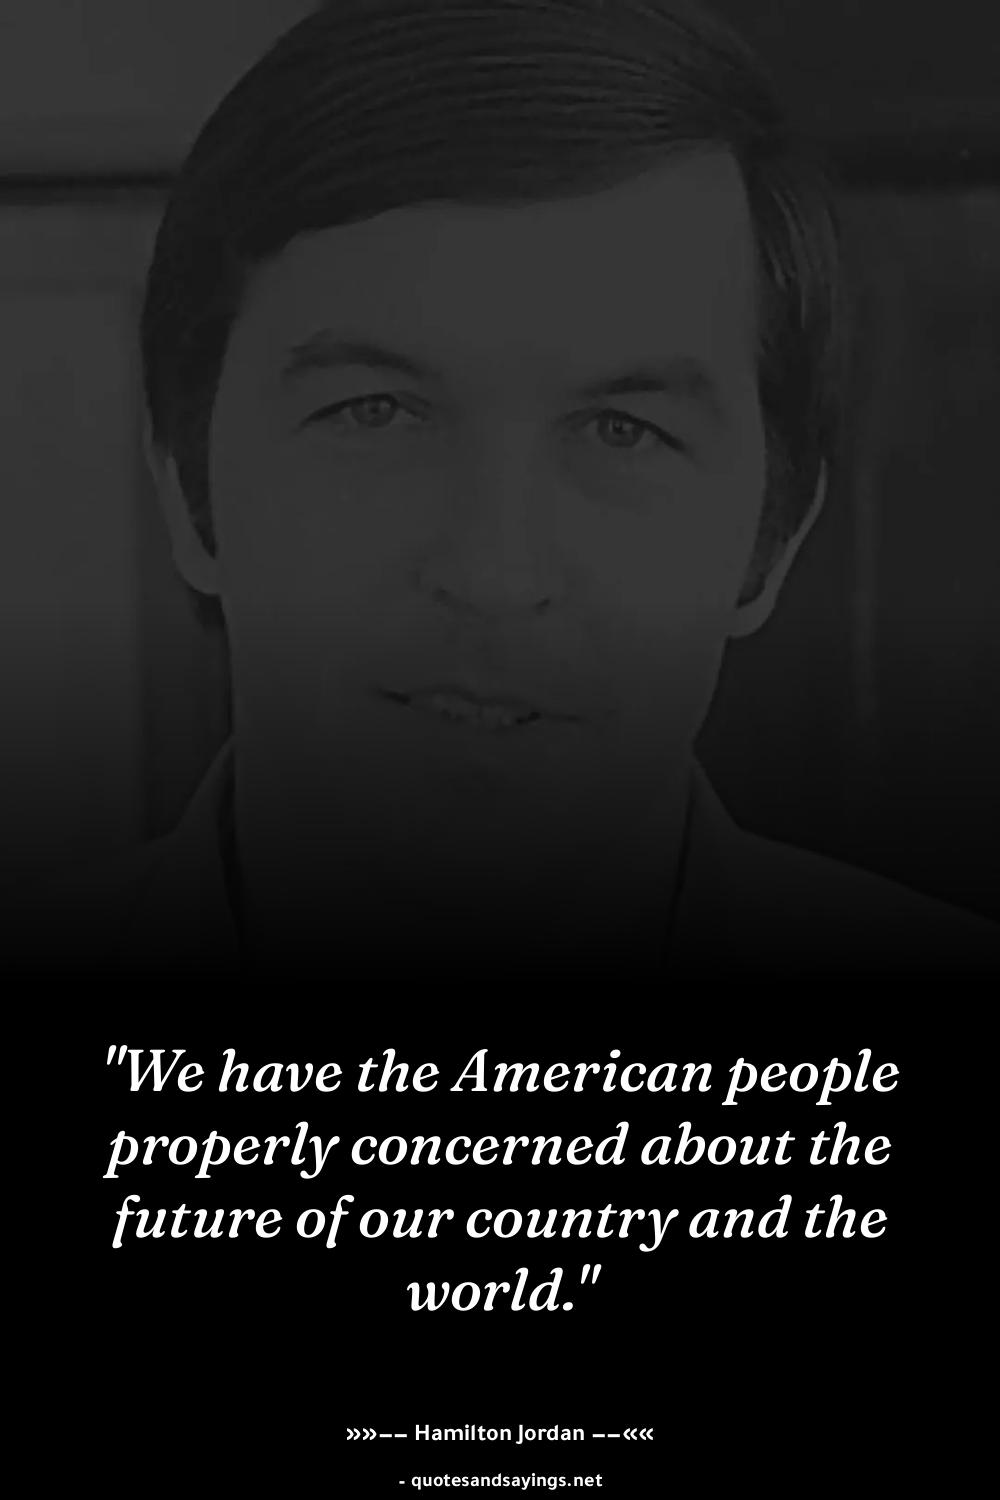 "We have the American people
properly concerned about the
future of our country and the
world."
»»–– Hamilton Jordan ––««
- quotesandsayings.net